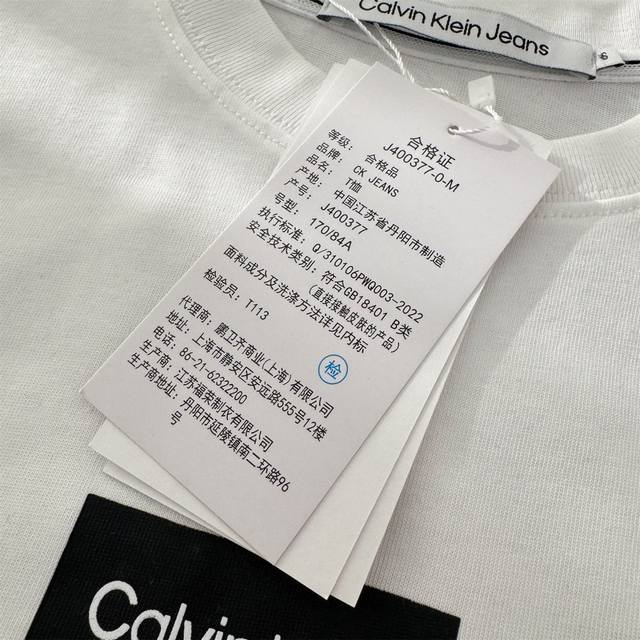 Calvin Klein Jeans
合格证
J400377-0-M
等级: 合格品
品牌: CK JEANS
品名: T恤
产地: 中国江苏省丹阳市制造
产号: J400377
号型: 170/84A
执行标准: Q/310106PWQ003-2022
安全技术类别: 符合GB18401 B类
(直接接触皮肤的产品)
面料成分及洗涤方法详见内标
检验员: T113
检
代理商: 鹏卫齐商业(上海)有限公司
地址: 上海市静安区安远路555号12楼
电话: 86-21-62322200
生产商: 江苏福莱制衣有限公司
生产商地址: 丹阳市延陵镇南二环路96
号
Calvin Klein